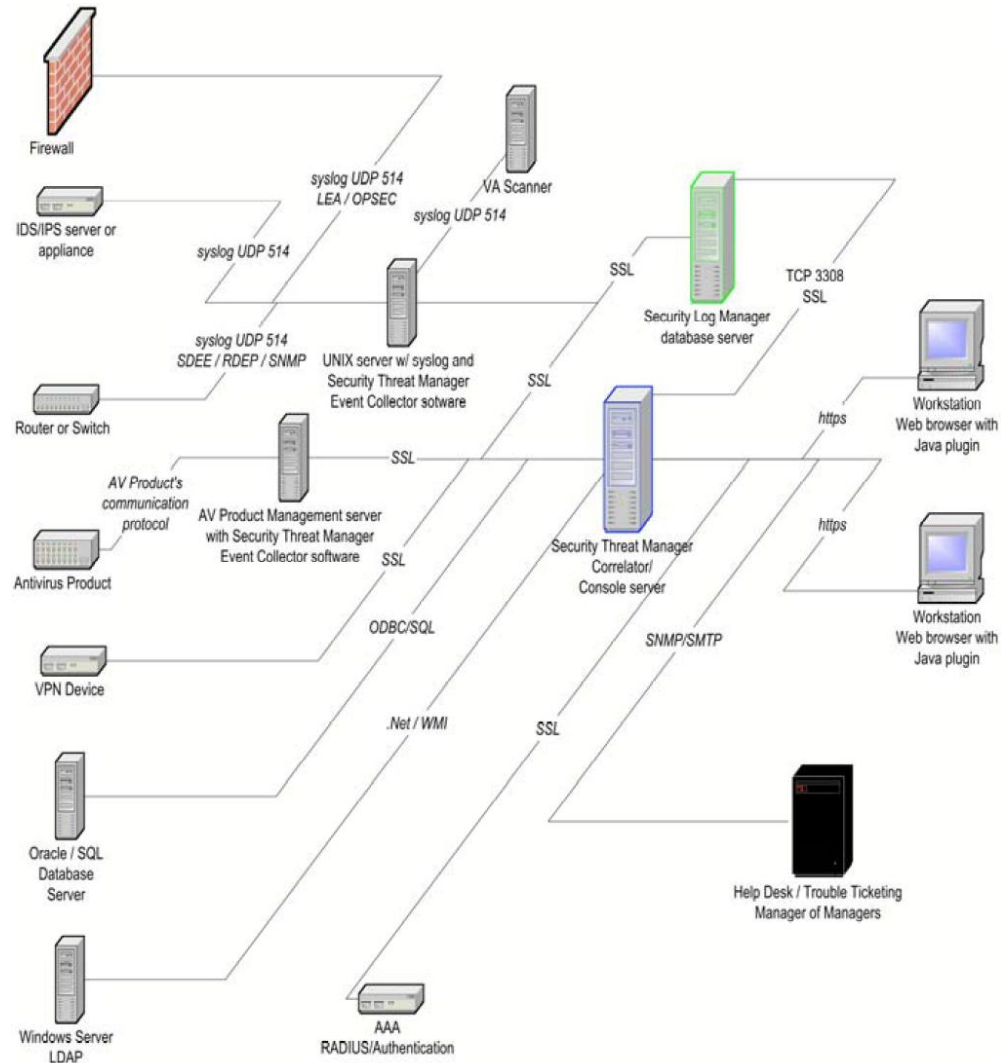 Firewall
syslog UDP 514
LEA / OPSEC
VA Scanner
syslog UDP 514
IDS/IPS server or
appliance
syslog UDP 514
SSL
TCP 3308
SSL
Security Log Manager
database server
syslog UDP 514
SDEE / RDEP / SNMP
UNIX server w/ syslog and
Security Threat Manager
Event Collector sotware
SSL
Router or Switch
https
Workstation
Web browser with
Java plugin
SSL
AV Product's
communication
protocol
AV Product Management server
with Security Threat Manager
Event Collector software
Security Threat Manager
Correlator/
Console server
https
Antivirus Product
SSL
Workstation
Web browser with
Java plugin
ODBC/SQL
SNMP/SMTP
VPN Device
.Net / WMI
SSL
Oracle / SQL
Database
Server
Help Desk / Trouble Ticketing
Manager of Managers
Windows Server
LDAP
AAA
RADIUS/Authentication